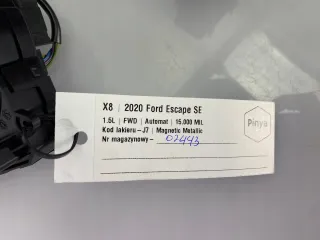 X8 | 2020 Ford Escape SE
1.5L | FWD | Automat | 15,000 MIL
Kod lakieru – J7 | Magnetic Metallic
Nr magazynowy - 02443
Pinya